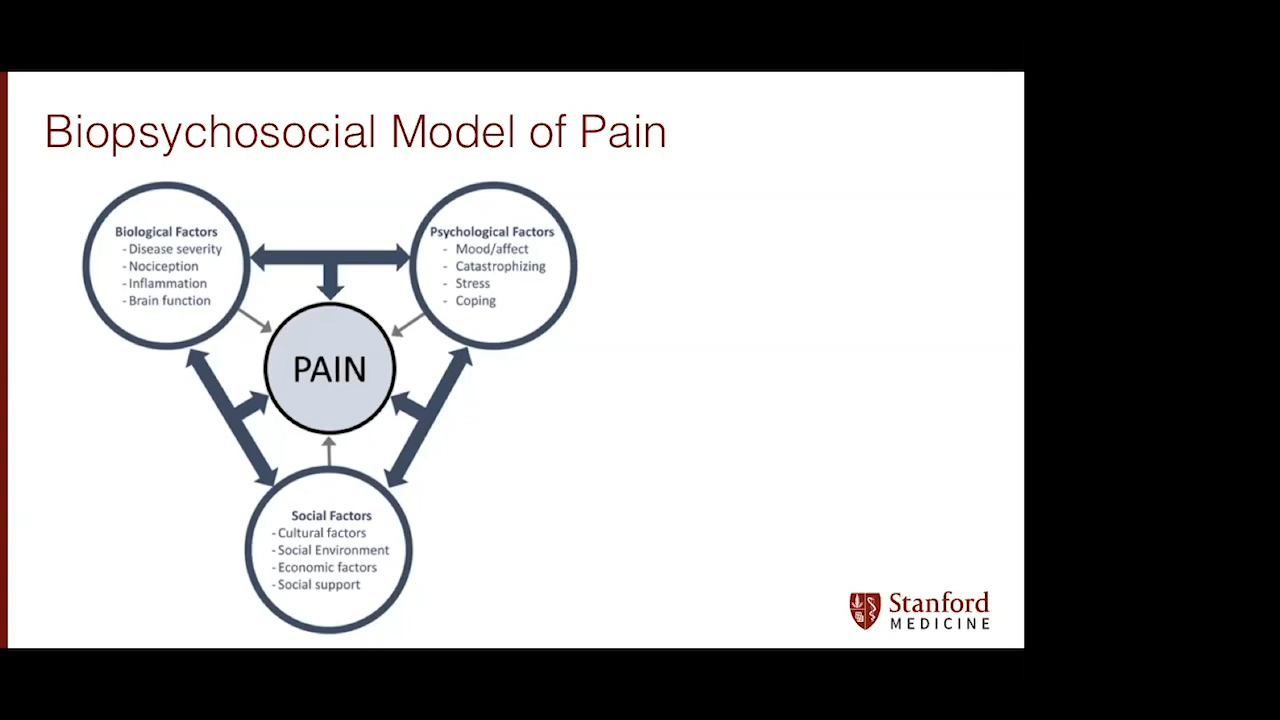 Biopsychosocial Model of Pain
Biological Factors
- Disease severity
- Nociception
- Inflammation
- Brain function
Psychological Factors
- Mood/affect
- Catastrophizing
- Stress
- Coping
PAIN
Social Factors
- Cultural factors
- Social Environment
- Economic factors
- Social support
Stanford
MEDICINE